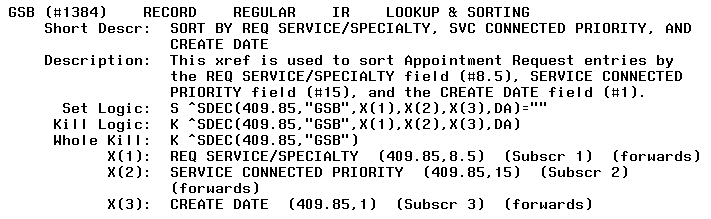 GSB (#1384)    RECORD    REGULAR    IR    LOOKUP & SORTING
Short Descr:  SORT BY REQ SERVICE/SPECIALTY, SVC CONNECTED PRIORITY, AND
CREATE DATE
Description:  This xref is used to sort Appointment Request entries by
the REQ SERVICE/SPECIALTY field (#8.5), SERVICE CONNECTED
PRIORITY field (#15), and the CREATE DATE field (#1).
Set Logic:  S ^SDEC(409.85,"GSB",X(1),X(2),X(3),DA)=""
Kill Logic:  K ^SDEC(409.85,"GSB",X(1),X(2),X(3),DA)
Whole Kill:  K ^SDEC(409.85,"GSB")
X(1):  REQ SERVICE/SPECIALTY  (409.85,8.5)  (Subscr 1)  (forwards)
X(2):  SERVICE CONNECTED PRIORITY  (409.85,15)  (Subscr 2)
(forwards)
X(3):  CREATE DATE  (409.85,1)  (Subscr 3)  (forwards)